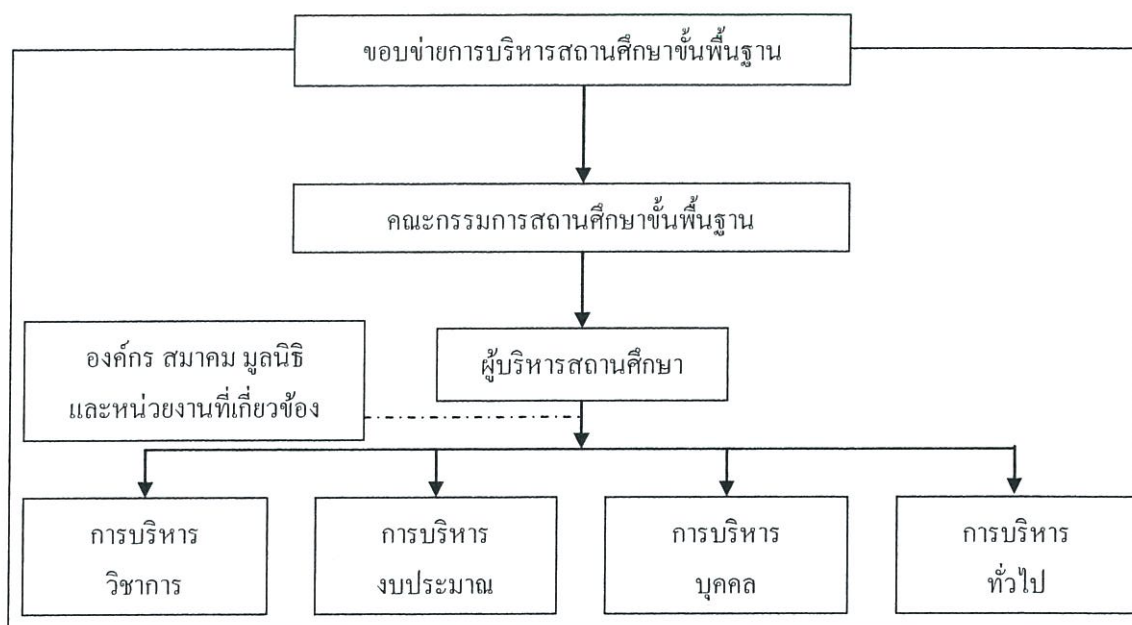 ขอบข่ายการบริหารสถานศึกษาขั้นพื้นฐาน
คณะกรรมการสถานศึกษาขั้นพื้นฐาน
องค์กร สมาคม มูลนิธิ
และหน่วยงานที่เกี่ยวข้อง
ผู้บริหารสถานศึกษา
การบริหาร
วิชาการ
การบริหาร
งบประมาณ
การบริหาร
บุคคล
การบริหาร
ทั่วไป